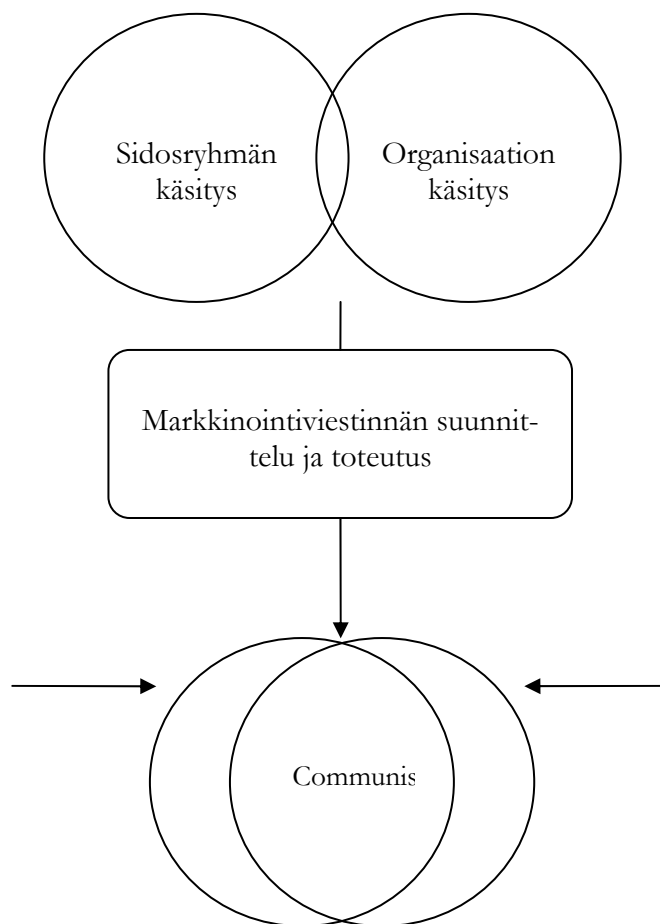 Sidosryhmän
käsitys
Organisaation
käsitys
Markkinointiviestinnän suunnit-
telu ja toteutus
Communis